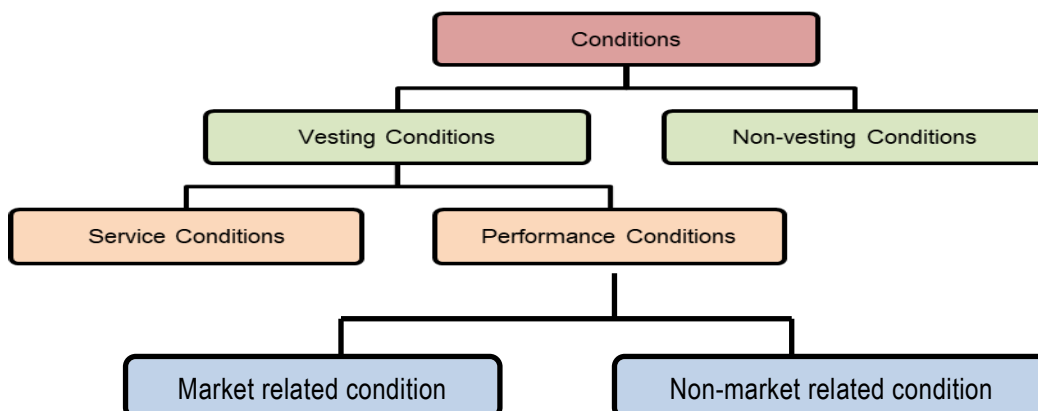 Conditions
Vesting Conditions
Non-vesting Conditions
Service Conditions
Performance Conditions
Market related condition
Non-market related condition